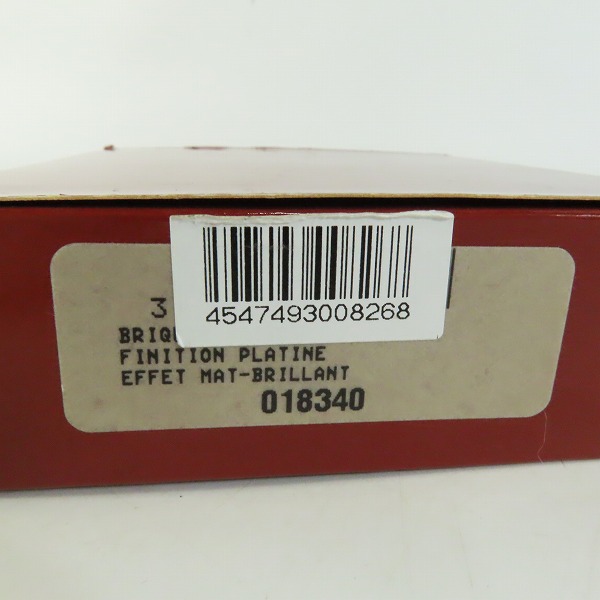 4547493008268
3
BRIQU
FINITION PLATINE
EFFET MAT-BRILLANT
018340